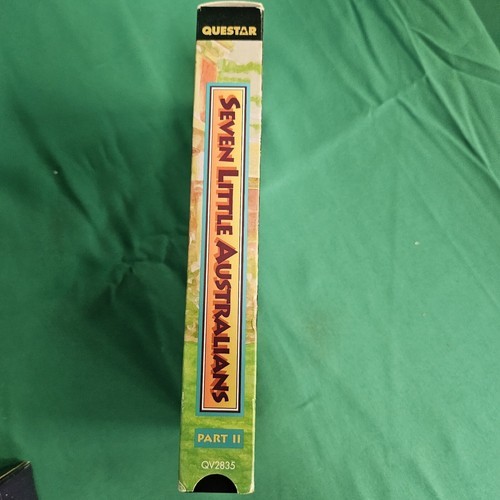 QUESTAR
SEVEN LITTLE AUSTRALIANS
PART II
QV2835